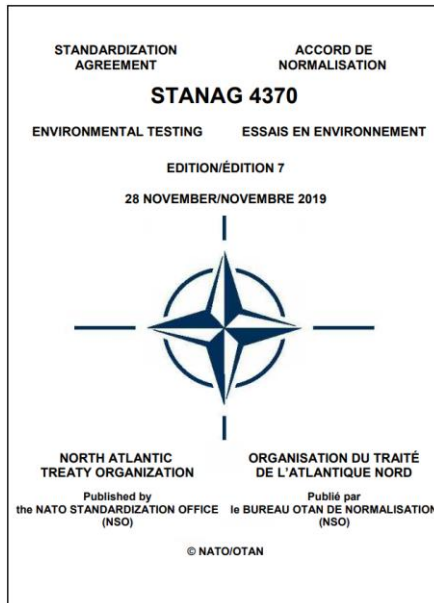 STANDARDIZATION AGREEMENT
ACCORD DE NORMALISATION
STANAG 4370
ENVIRONMENTAL TESTING
ESSAIS EN ENVIRONNEMENT
EDITION/ÉDITION 7
28 NOVEMBER/NOVEMBRE 2019
NORTH ATLANTIC
TREATY ORGANIZATION
ORGANISATION DU TRAITÉ
DE L'ATLANTIQUE NORD
Published by
the NATO STANDARDIZATION OFFICE
(NSO)
Publié par
le BUREAU OTAN DE NORMALISATION
(NSO)
© NATO/OTAN